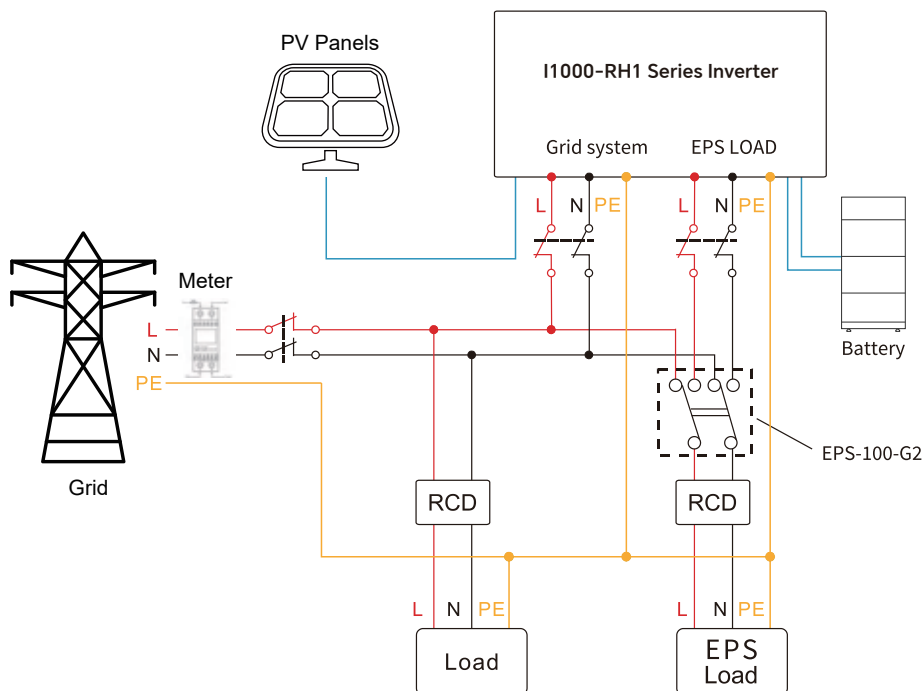 PV Panels
I1000-RH1 Series Inverter
Grid system
EPS LOAD
L N PE
L N PE
Meter
L
N
PE
Battery
EPS-100-G2
Grid
RCD
RCD
L N PE
L N PE
Load
EPS
Load